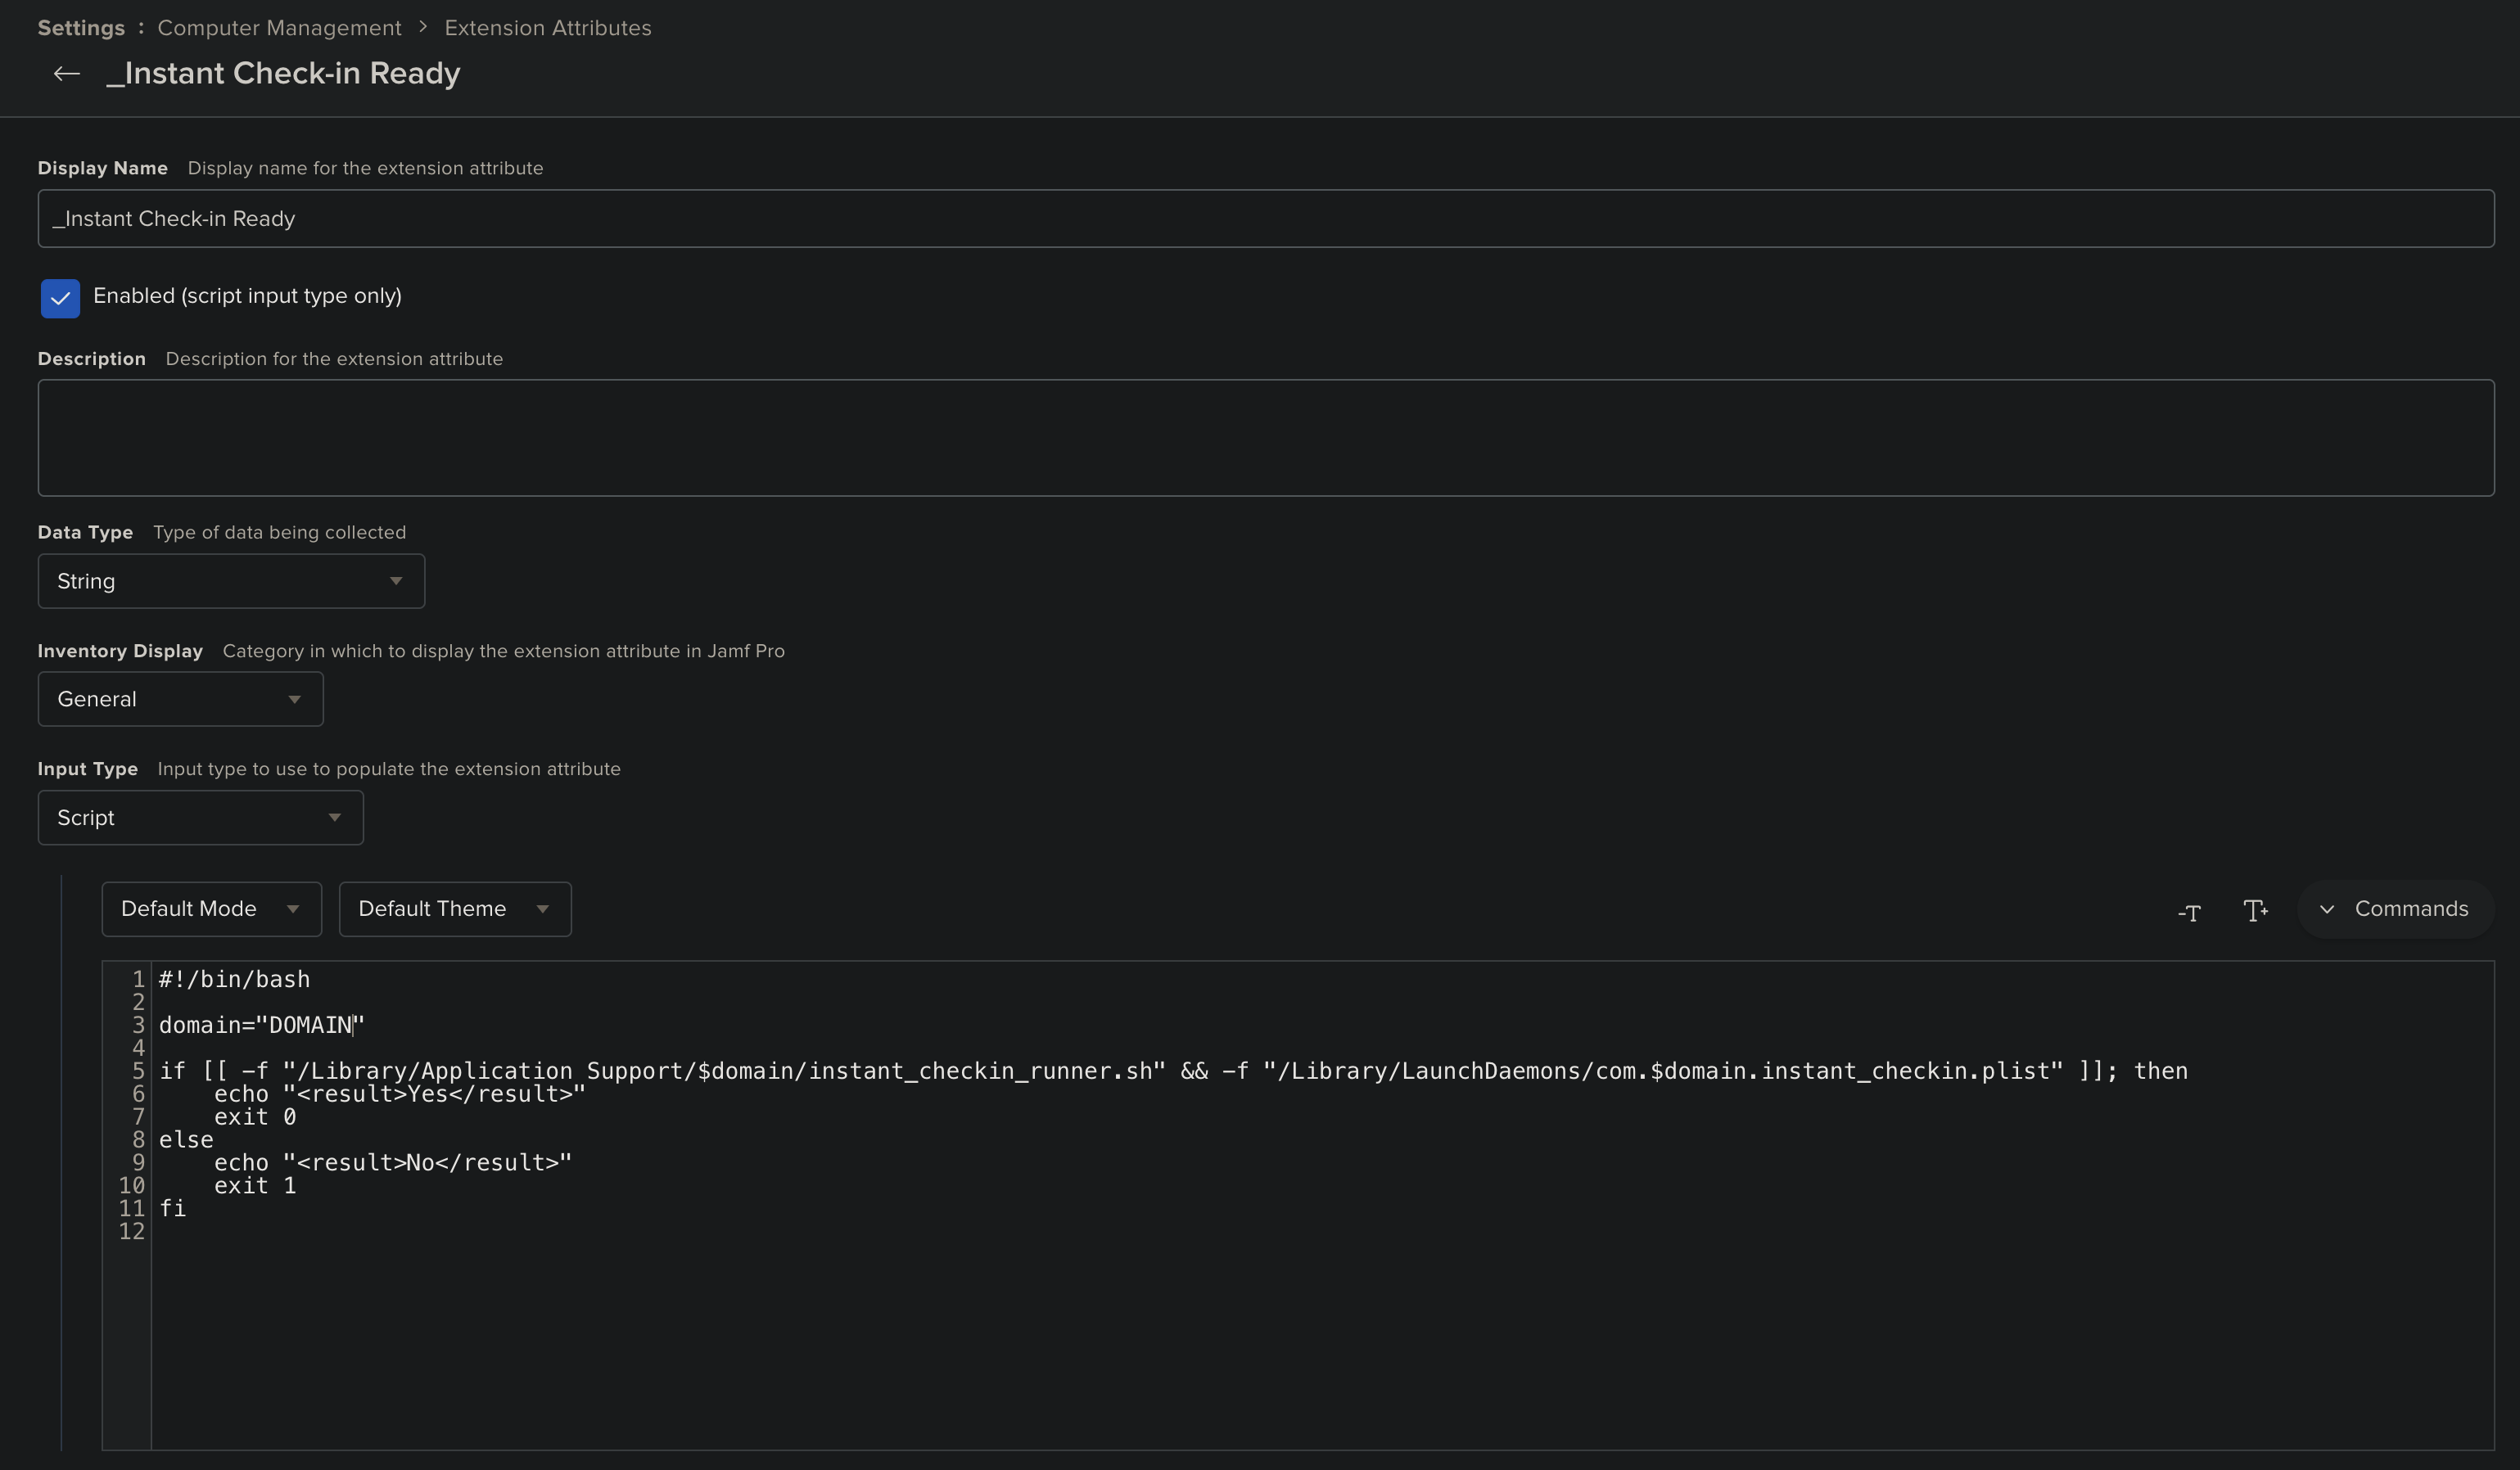 Settings : Computer Management > Extension Attributes
← _Instant Check-in Ready
Display Name Display name for the extension attribute
_Instant Check-in Ready
Enabled (script input type only)
Description Description for the extension attribute
Data Type Type of data being collected
String
Inventory Display Category in which to display the extension attribute in Jamf Pro
General
Input Type Input type to use to populate the extension attribute
Script
Default Mode Default Theme -T T+ Commands
1 #!/bin/bash
2
3 domain="DOMAIN"
4
5 if [[ -f "/Library/Application Support/$domain/instant_checkin_runner.sh" && -f "/Library/LaunchDaemons/com.$domain.instant_checkin.plist" ]]; then
6     echo "<result>Yes</result>"
7     exit 0
8 else
9     echo "<result>No</result>"
10     exit 1
11 fi
12